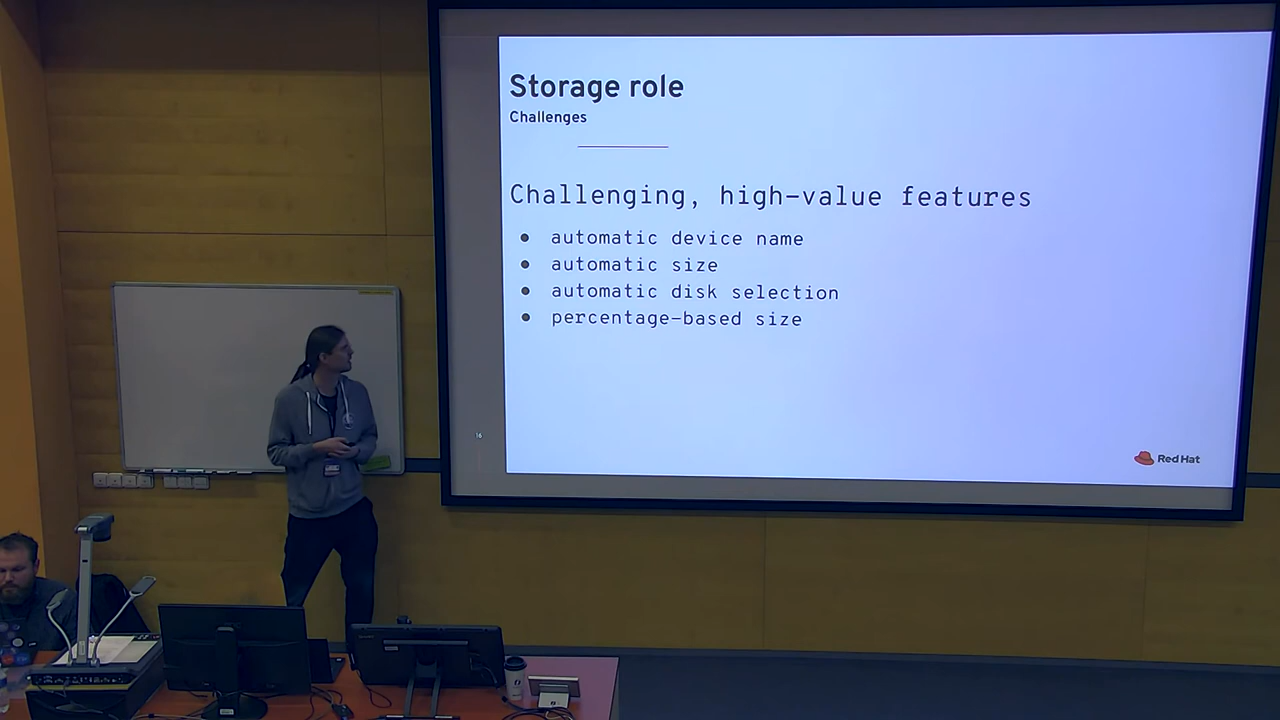 Storage role
Challenges
Challenging, high-value features
● automatic device name
● automatic size
● automatic disk selection
● percentage-based size
16
Red Hat